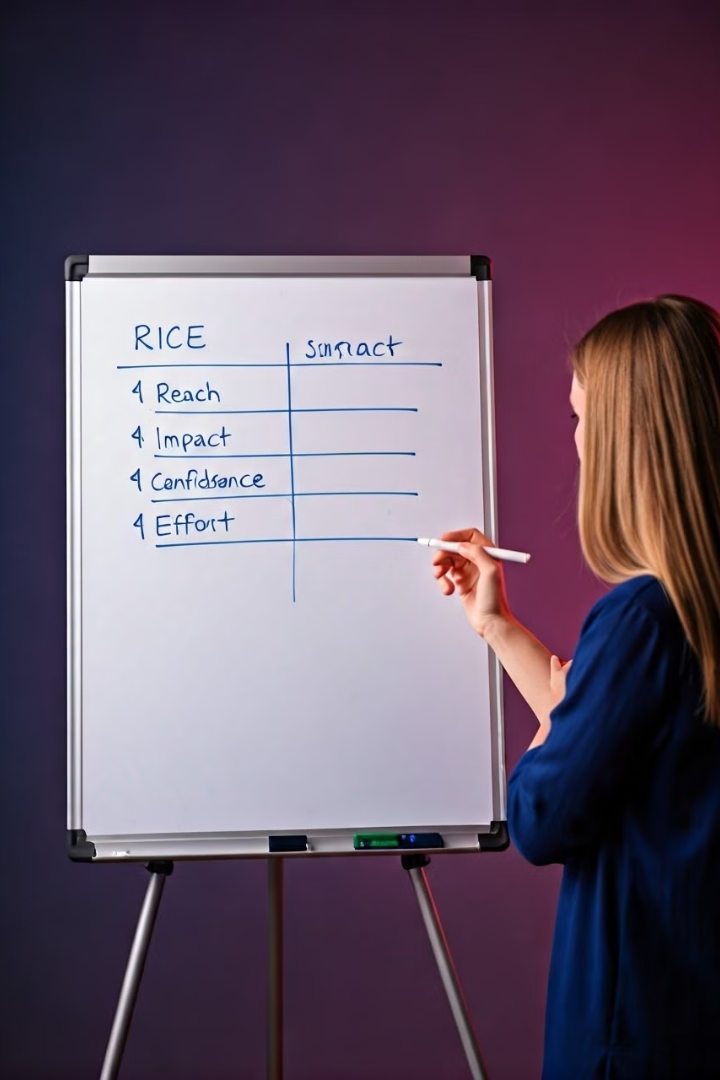 RICE
4 Reach
4 Impact
4 Confidsance
4 Effort